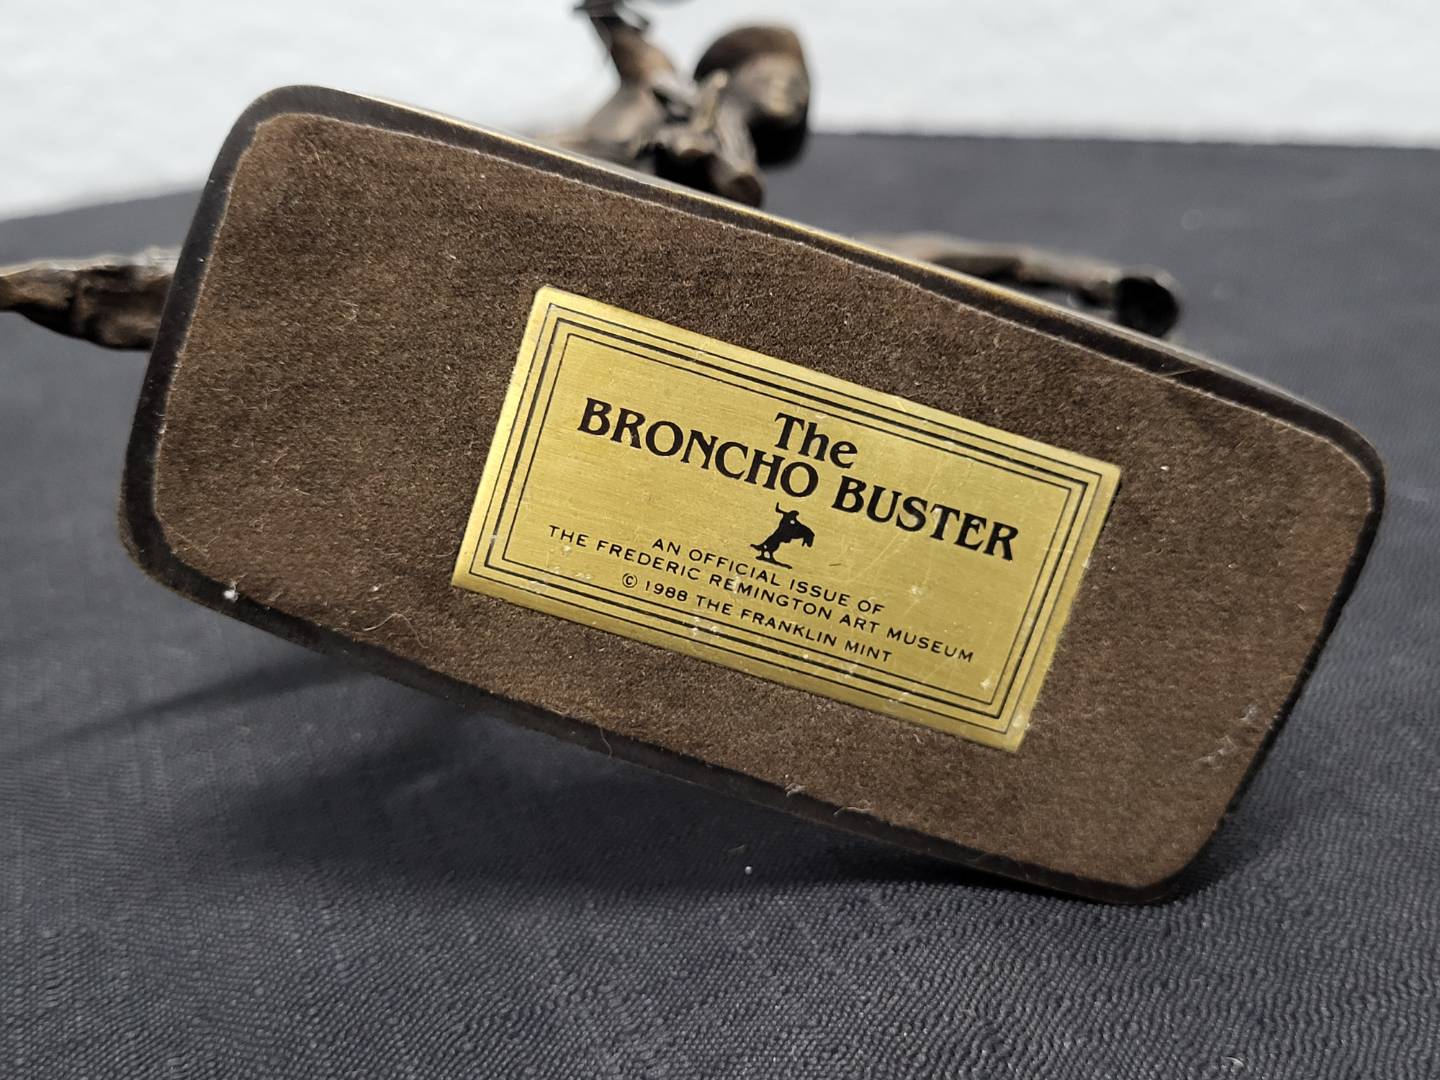 The
BRONCHO BUSTER
AN OFFICIAL ISSUE OF
THE FREDERIC REMINGTON ART MUSEUM
© 1988 THE FRANKLIN MINT